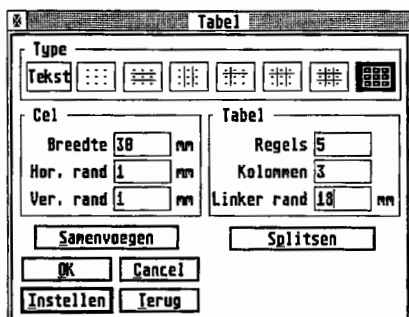 Tabel
Type
Tekst
Cel
Breedte 30 mm
Hor. rand 1 mm
Ver. rand 1 mm
Tabel
Regels 5
Kolommen 3
Linker rand 18 mm
Samenvoegen
Splitsen
OK Cancel
Instellen Terug